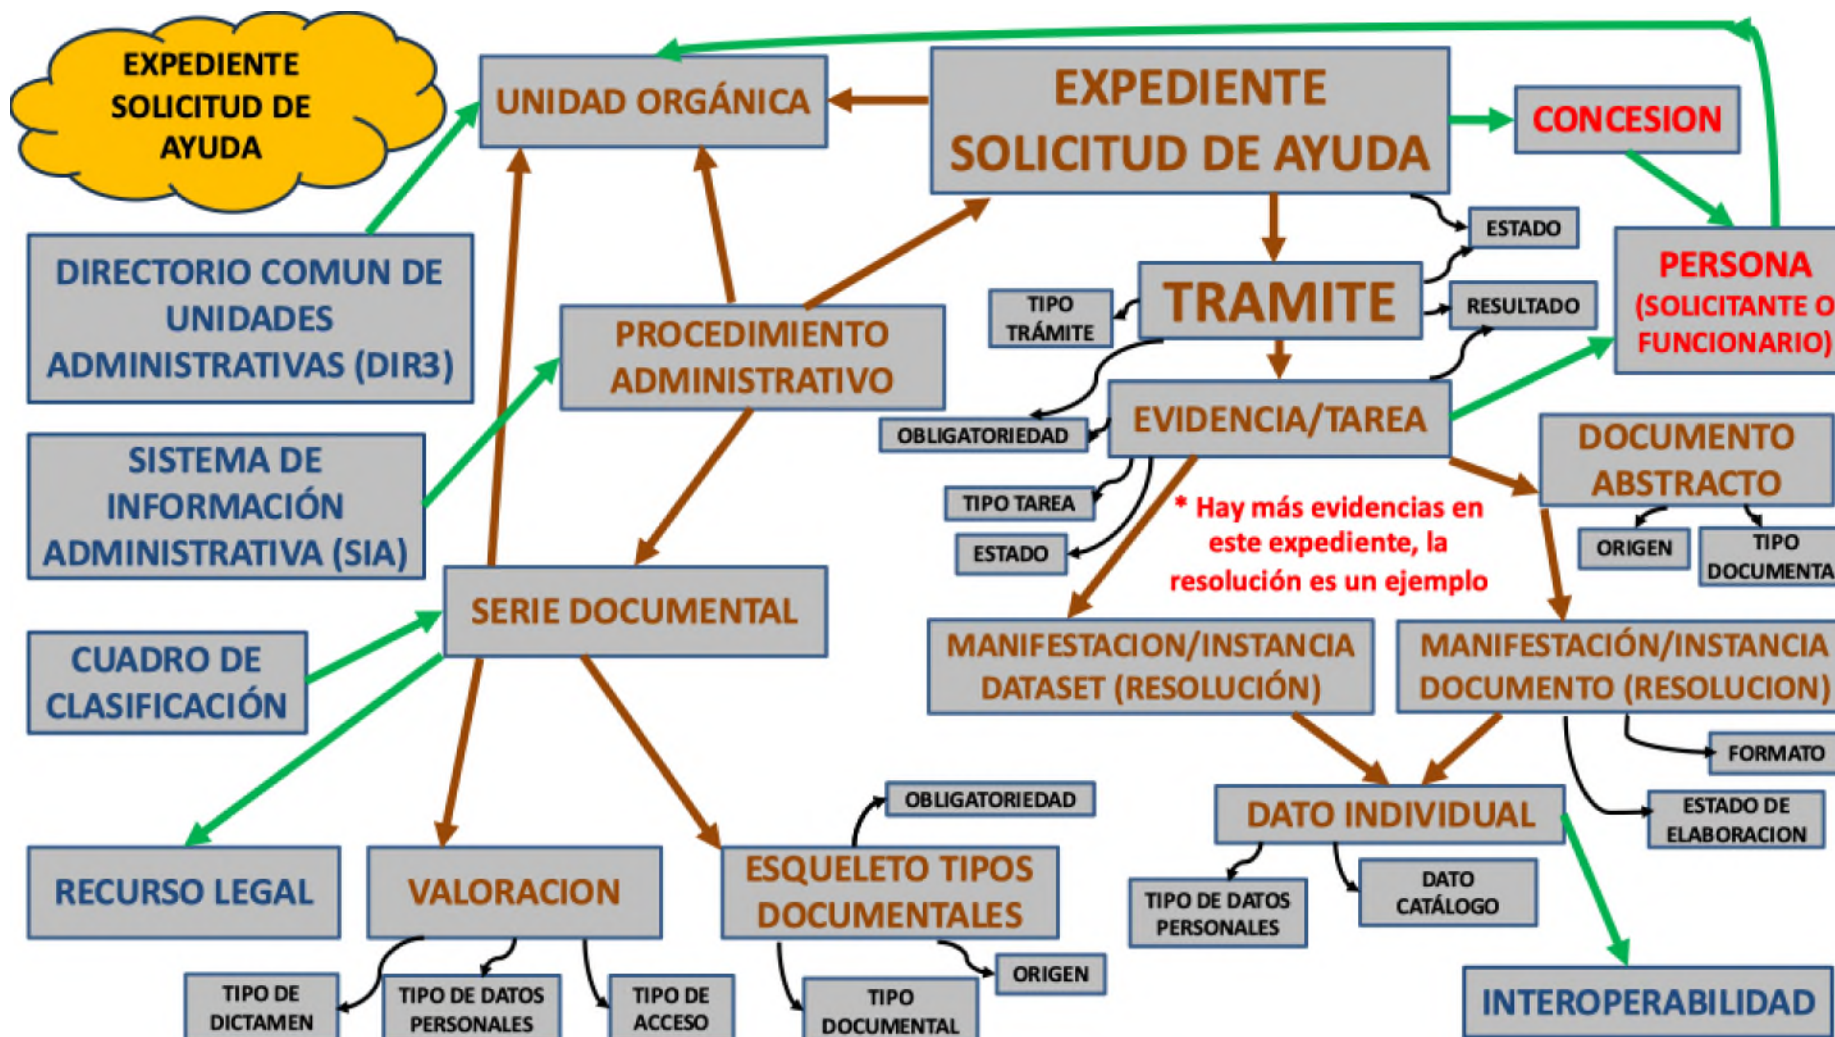 EXPEDIENTE
SOLICITUD DE
AYUDA
UNIDAD ORGÁNICA
EXPEDIENTE
SOLICITUD DE AYUDA
CONCESION
DIRECTORIO COMUN DE
UNIDADES
ADMINISTRATIVAS (DIR3)
ESTADO
PERSONA
(SOLICITANTE O
FUNCIONARIO)
TRAMITE
TIPO
TRÁMITE
RESULTADO
PROCEDIMIENTO
ADMINISTRATIVO
EVIDENCIA/TAREA
OBLIGATORIEDAD
DOCUMENTO
ABSTRACTO
SISTEMA DE
INFORMACIÓN
ADMINISTRATIVA (SIA)
TIPO TAREA
ESTADO
* Hay más evidencias en
este expediente, la
resolución es un ejemplo
ORIGEN
TIPO
DOCUMENTA
SERIE DOCUMENTAL
CUADRO DE
CLASIFICACIÓN
MANIFESTACION/INSTANCIA
DATASET (RESOLUCIÓN)
MANIFESTACIÓN/INSTANCIA
DOCUMENTO (RESOLUCION)
FORMATO
ESTADO DE
ELABORACION
OBLIGATORIEDAD
DATO INDIVIDUAL
RECURSO LEGAL
VALORACION
ESQUELETO TIPOS
DOCUMENTALES
TIPO DE DATOS
PERSONALES
DATO
CATÁLOGO
TIPO DE
DICTAMEN
TIPO DE DATOS
PERSONALES
TIPO DE
ACCESO
TIPO
DOCUMENTAL
ORIGEN
INTEROPERABILIDAD